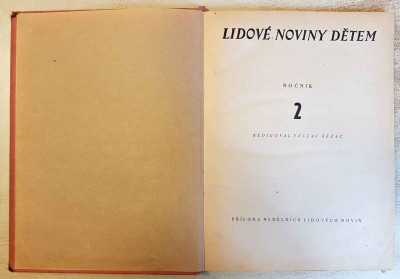 LIDOVÉ NOVINY DĚTEM
ROČNÍK
2
REDIGOVAL VÁCLAV ŘEZÁČ
PŘÍLOHA NEDĚLNÍCH LIDOVÝCH NOVIN